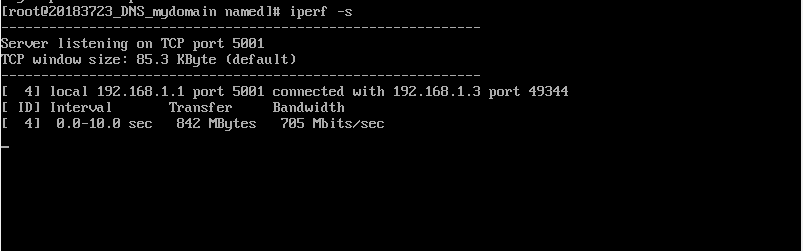 [root@20183723_DNS_mydomain named]# iperf -s
------------------------------------------------------------
Server listening on TCP port 5001
TCP window size: 85.3 KByte (default)
------------------------------------------------------------
[  4] local 192.168.1.1 port 5001 connected with 192.168.1.3 port 49344
[ ID] Interval       Transfer     Bandwidth
[  4]  0.0-10.0 sec   842 MBytes   705 Mbits/sec